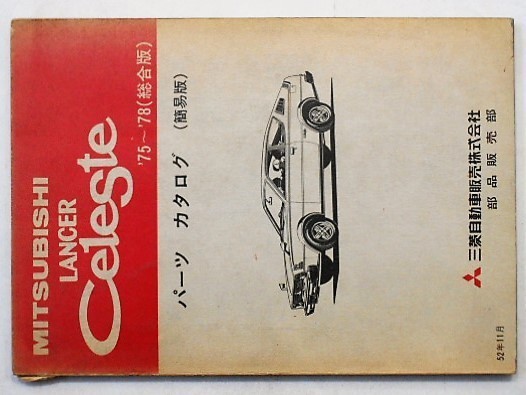 MITSUBISHI
LANCER
Celeste
'75～'78(総合版)
パーツ カタログ (簡易版)
三菱自動車販売株式会社
部品販売部
52年11月